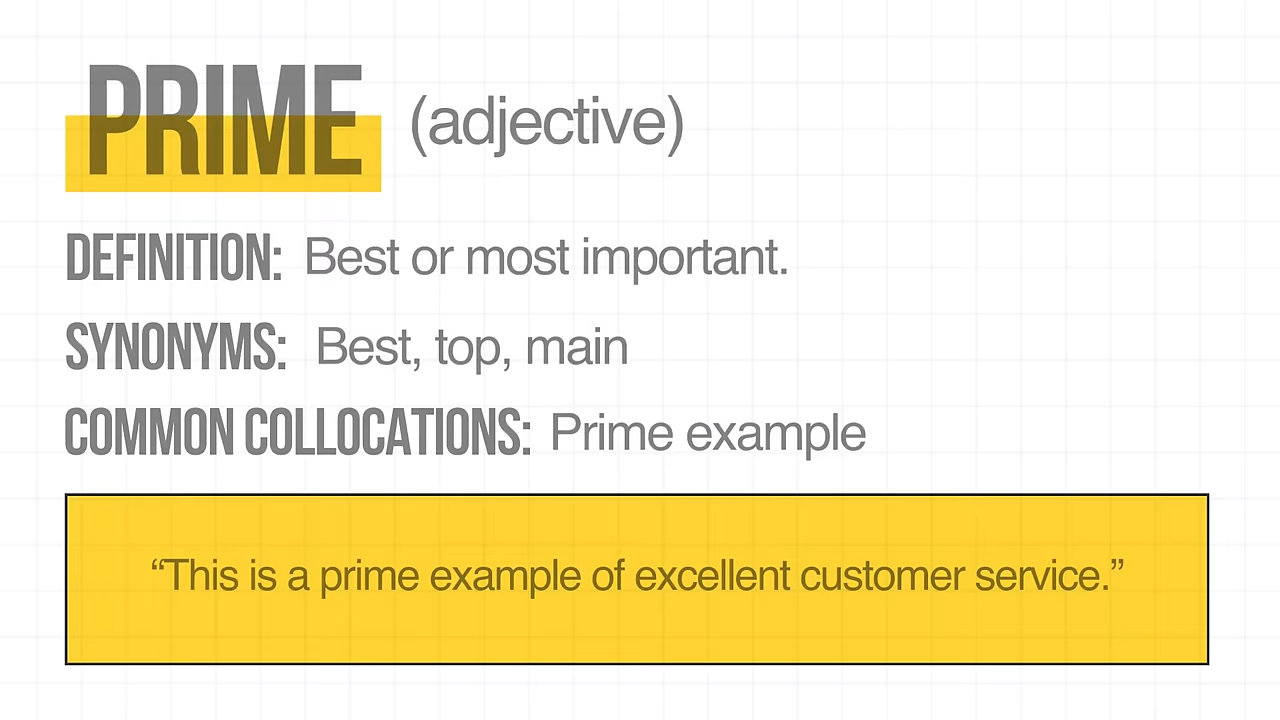 PRIME (adjective)
DEFINITION: Best or most important.
SYNONYMS: Best, top, main
COMMON COLLOCATIONS: Prime example
“This is a prime example of excellent customer service.”